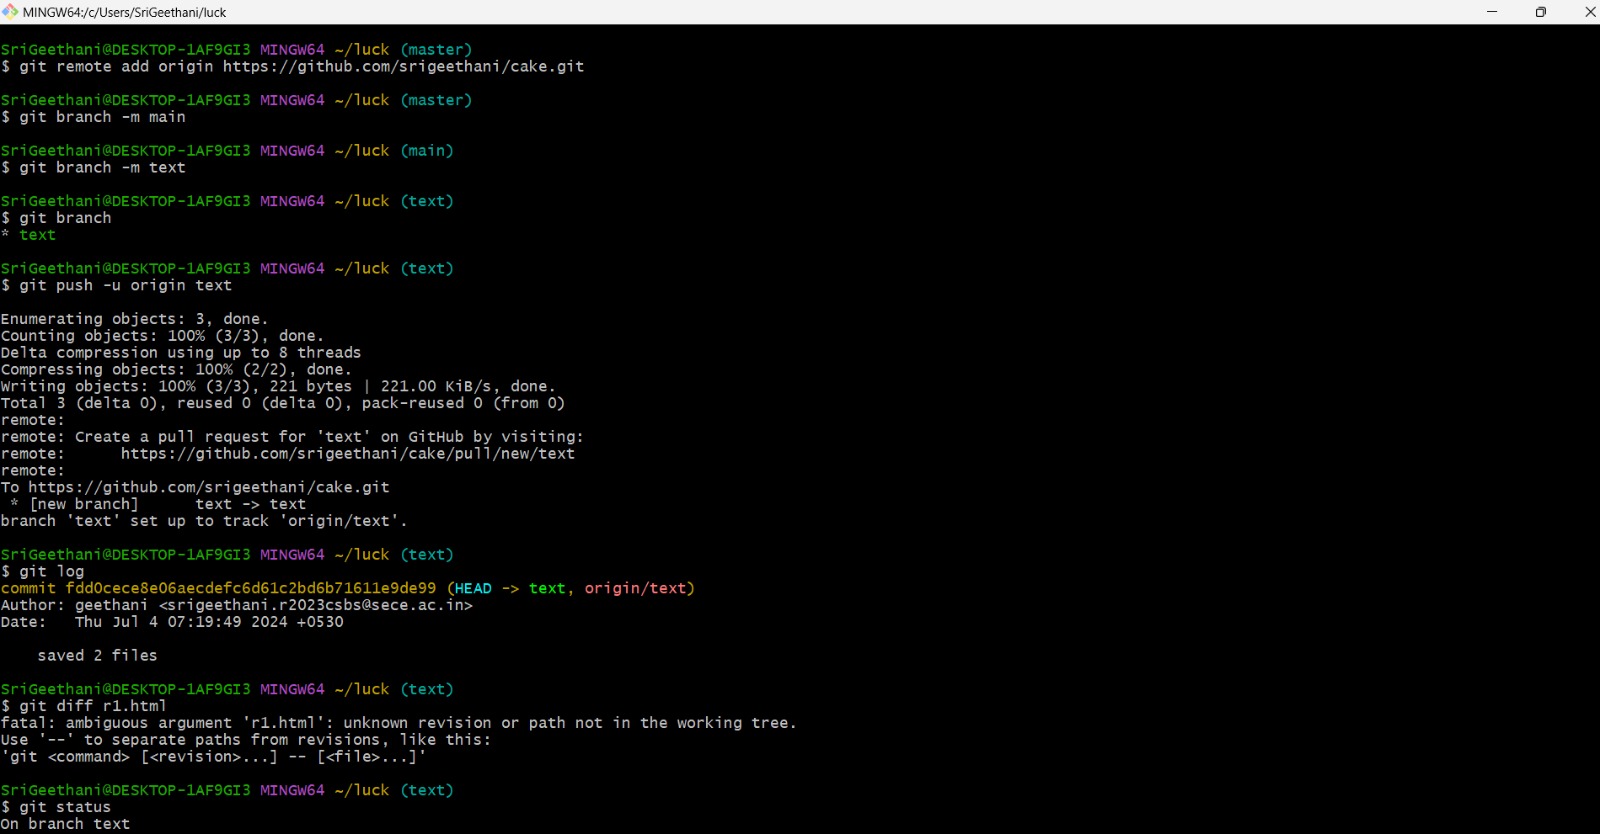 MINGW64:/c/Users/SriGeethani/luck
SriGeethani@DESKTOP-1AF9GI3 MINGW64 ~/luck (master)
$ git remote add origin https://github.com/srigeethani/cake.git
SriGeethani@DESKTOP-1AF9GI3 MINGW64 ~/luck (master)
$ git branch -m main
SriGeethani@DESKTOP-1AF9GI3 MINGW64 ~/luck (main)
$ git branch -m text
SriGeethani@DESKTOP-1AF9GI3 MINGW64 ~/luck (text)
$ git branch
* text
SriGeethani@DESKTOP-1AF9GI3 MINGW64 ~/luck (text)
$ git push -u origin text
Enumerating objects: 3, done.
Counting objects: 100% (3/3), done.
Delta compression using up to 8 threads
Compressing objects: 100% (2/2), done.
Writing objects: 100% (3/3), 221 bytes | 221.00 KiB/s, done.
Total 3 (delta 0), reused 0 (delta 0), pack-reused 0 (from 0)
remote:
remote: Create a pull request for 'text' on GitHub by visiting:
remote:      https://github.com/srigeethani/cake/pull/new/text
remote:
To https://github.com/srigeethani/cake.git
 * [new branch]      text -> text
branch 'text' set up to track 'origin/text'.
SriGeethani@DESKTOP-1AF9GI3 MINGW64 ~/luck (text)
$ git log
commit fdd0cece8e06aecdefc6d61c2bd6b71611e9de99 (HEAD -> text, origin/text)
Author: geethani <srigeethani.r2023csbs@sece.ac.in>
Date:   Thu Jul 4 07:19:49 2024 +0530
    saved 2 files
SriGeethani@DESKTOP-1AF9GI3 MINGW64 ~/luck (text)
$ git diff r1.html
fatal: ambiguous argument 'r1.html': unknown revision or path not in the working tree.
Use '--' to separate paths from revisions, like this:
'git <command> [<revision>...] -- [<file>...]'
SriGeethani@DESKTOP-1AF9GI3 MINGW64 ~/luck (text)
$ git status
On branch text